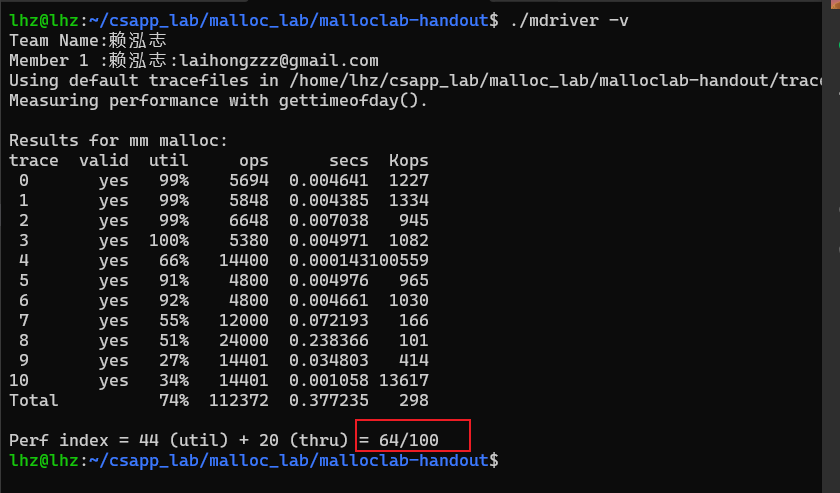 lhz@lhz:~/csapp_lab/malloc_lab/malloclab-handout$ ./mdriver -v
Team Name:赖泓志
Member 1 :赖泓志:laihongzzz@gmail.com
Using default tracefiles in /home/lhz/csapp_lab/malloc_lab/malloclab-handout/trace
Measuring performance with gettimeofday().

Results for mm malloc:
trace  valid  util     ops      secs  Kops
 0       yes   99%    5694  0.004641  1227
 1       yes   99%    5848  0.004385  1334
 2       yes   99%    6648  0.007038   945
 3       yes  100%    5380  0.004971  1082
 4       yes   66%   14400  0.000143100559
 5       yes   91%    4800  0.004976   965
 6       yes   92%    4800  0.004661  1030
 7       yes   55%   12000  0.072193   166
 8       yes   51%   24000  0.238366   101
 9       yes   27%   14401  0.034803   414
10       yes   34%   14401  0.001058 13617
Total          74%  112372  0.377235   298

Perf index = 44 (util) + 20 (thru) = 64/100
lhz@lhz:~/csapp_lab/malloc_lab/malloclab-handout$